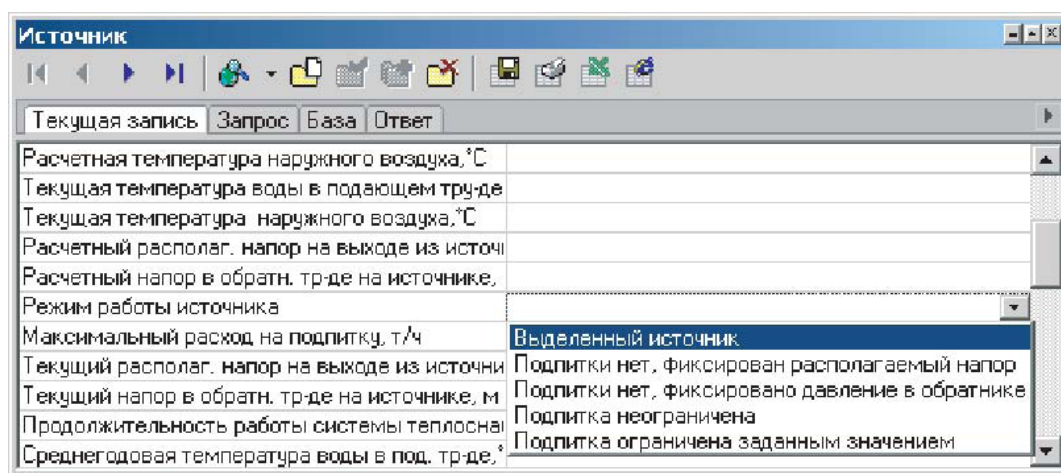 Источник
Текущая запись Запрос База Ответ
Расчетная температура наружного воздуха,°С
Текущая температура воды в подающем тру-де
Текущая температура наружного воздуха,°С
Расчетный располаг. напор на выходе из источ
Расчетный напор в обратн. тр-де на источнике,
Режим работы источника
Максимальный расход на подпитку, т/ч
Выделенный источник
Текущий располаг. напор на выходе из источни
Подпитки нет, фиксирован располагаемый напор
Текущий напор в обратн. тр-де на источнике, м
Подпитки нет, фиксировано давление в обратнике
Продолжительность работы системы теплосна
Подпитка неограничена
Среднегодовая температура воды в под. тр-де,°
Подпитка ограничена заданным значением